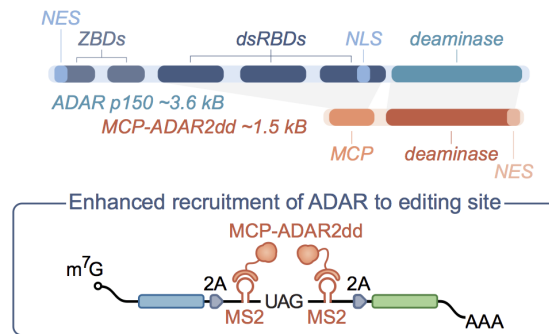 NES
ZBDs
dsRBDs
NLS
deaminase
ADAR p150 ~3.6 kB
MCP-ADAR2dd ~1.5 kB
MCP
deaminase
NES
Enhanced recruitment of ADAR to editing site
MCP-ADAR2dd
m⁷G
2A
2A
MS2
UAG
MS2
AAA